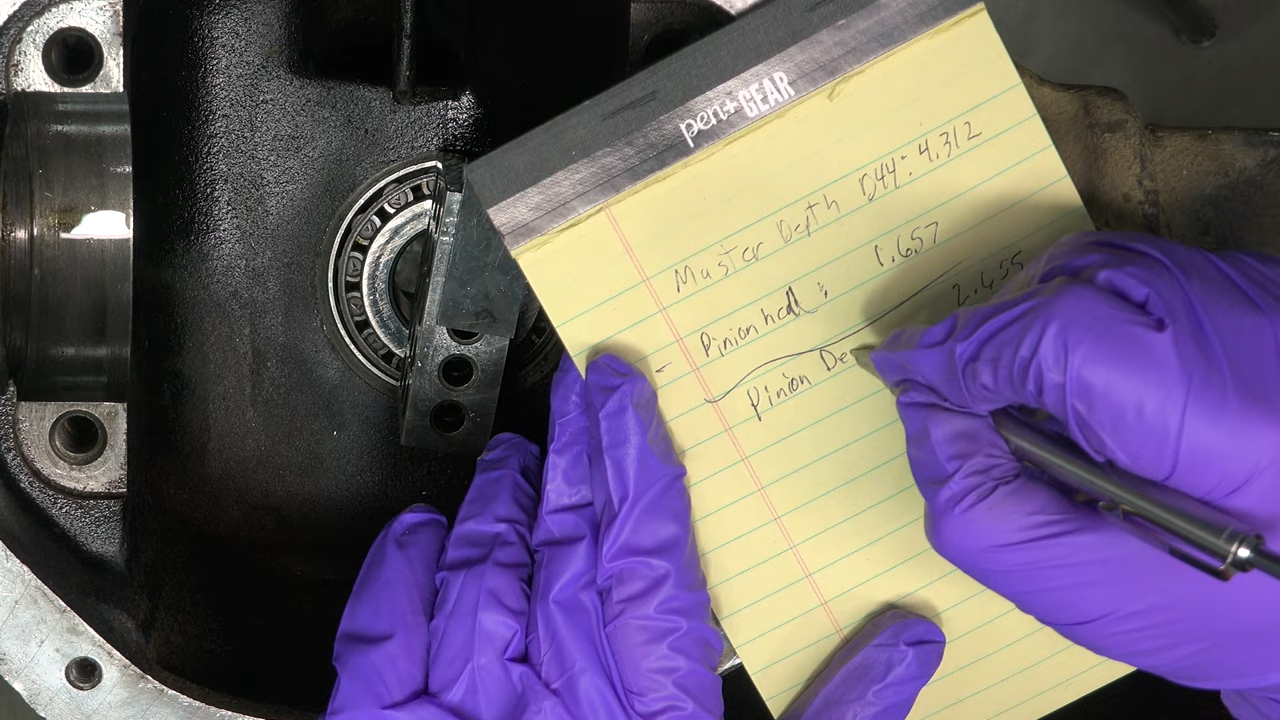 pen+GEAR
Master Depth D44: 4.312
- Pinion head : 1.657
2.655
Pinion De